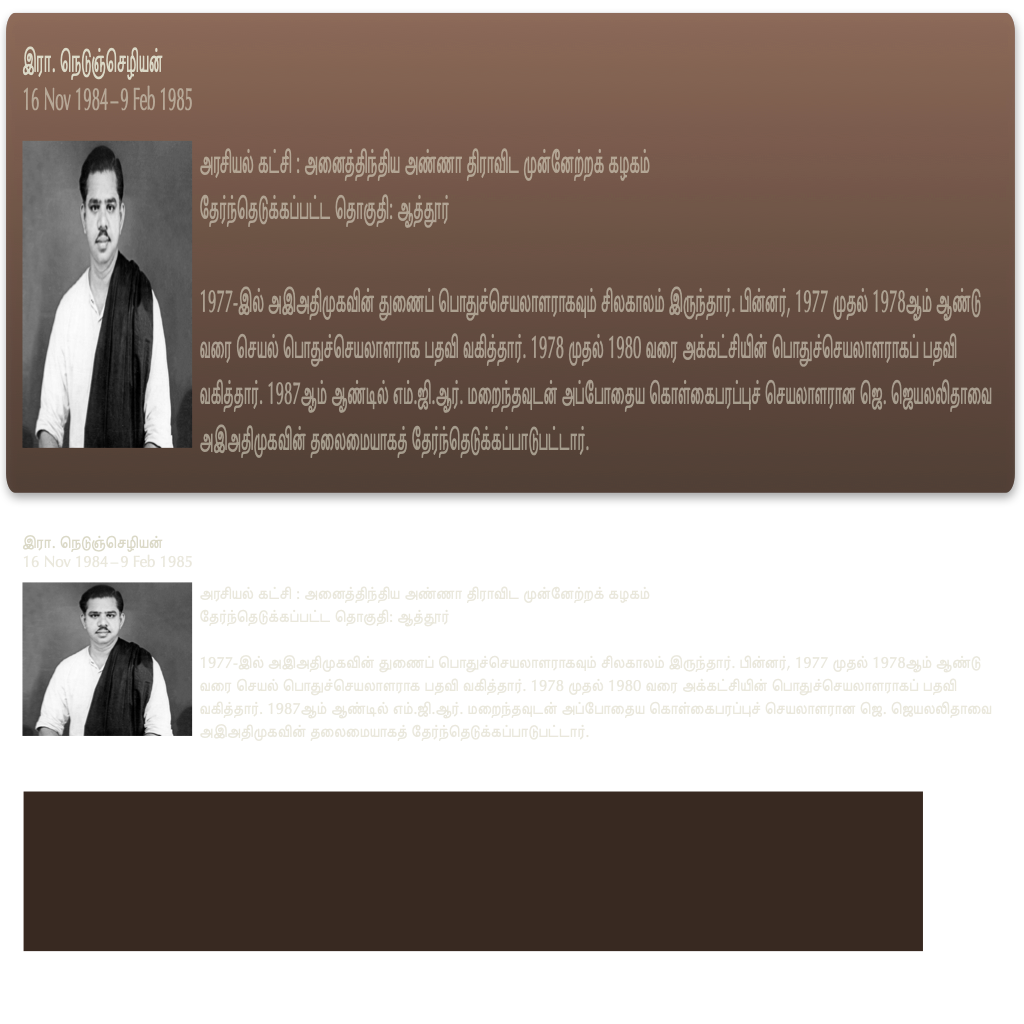 இரா. நெடுஞ்செழியன்
16 Nov 1984–9 Feb 1985
அரசியல் கட்சி : அனைத்திந்திய அண்ணா திராவிட முன்னேற்றக் கழகம்
தேர்ந்தெடுக்கப்பட்ட தொகுதி: ஆத்தூர்
1977-இல் அஇஅதிமுகவின் துணைப் பொதுச்செயலாளராகவும் சிலகாலம் இருந்தார். பின்னர், 1977 முதல் 1978ஆம் ஆண்டு
வரை செயல் பொதுச்செயலாளராக பதவி வகித்தார். 1978 முதல் 1980 வரை அக்கட்சியின் பொதுச்செயலாளராகப் பதவி
வகித்தார். 1987ஆம் ஆண்டில் எம்.ஜி.ஆர். மறைந்தவுடன் அப்போதைய கொள்கைபரப்புச் செயலாளரான ஜெ. ஜெயலலிதாவை
அஇஅதிமுகவின் தலைமையாகத் தேர்ந்தெடுக்கப்பாடுபட்டார்.
இரா. நெடுஞ்செழியன்
16 Nov 1984–9 Feb 1985
அரசியல் கட்சி : அனைத்திந்திய அண்ணா திராவிட முன்னேற்றக் கழகம்
தேர்ந்தெடுக்கப்பட்ட தொகுதி: ஆத்தூர்
1977-இல் அஇஅதிமுகவின் துணைப் பொதுச்செயலாளராகவும் சிலகாலம் இருந்தார். பின்னர், 1977 முதல் 1978ஆம் ஆண்டு
வரை செயல் பொதுச்செயலாளராக பதவி வகித்தார். 1978 முதல் 1980 வரை அக்கட்சியின் பொதுச்செயலாளராகப் பதவி
வகித்தார். 1987ஆம் ஆண்டில் எம்.ஜி.ஆர். மறைந்தவுடன் அப்போதைய கொள்கைபரப்புச் செயலாளரான ஜெ. ஜெயலலிதாவை
அஇஅதிமுகவின் தலைமையாகத் தேர்ந்தெடுக்கப்பாடுபட்டார்.